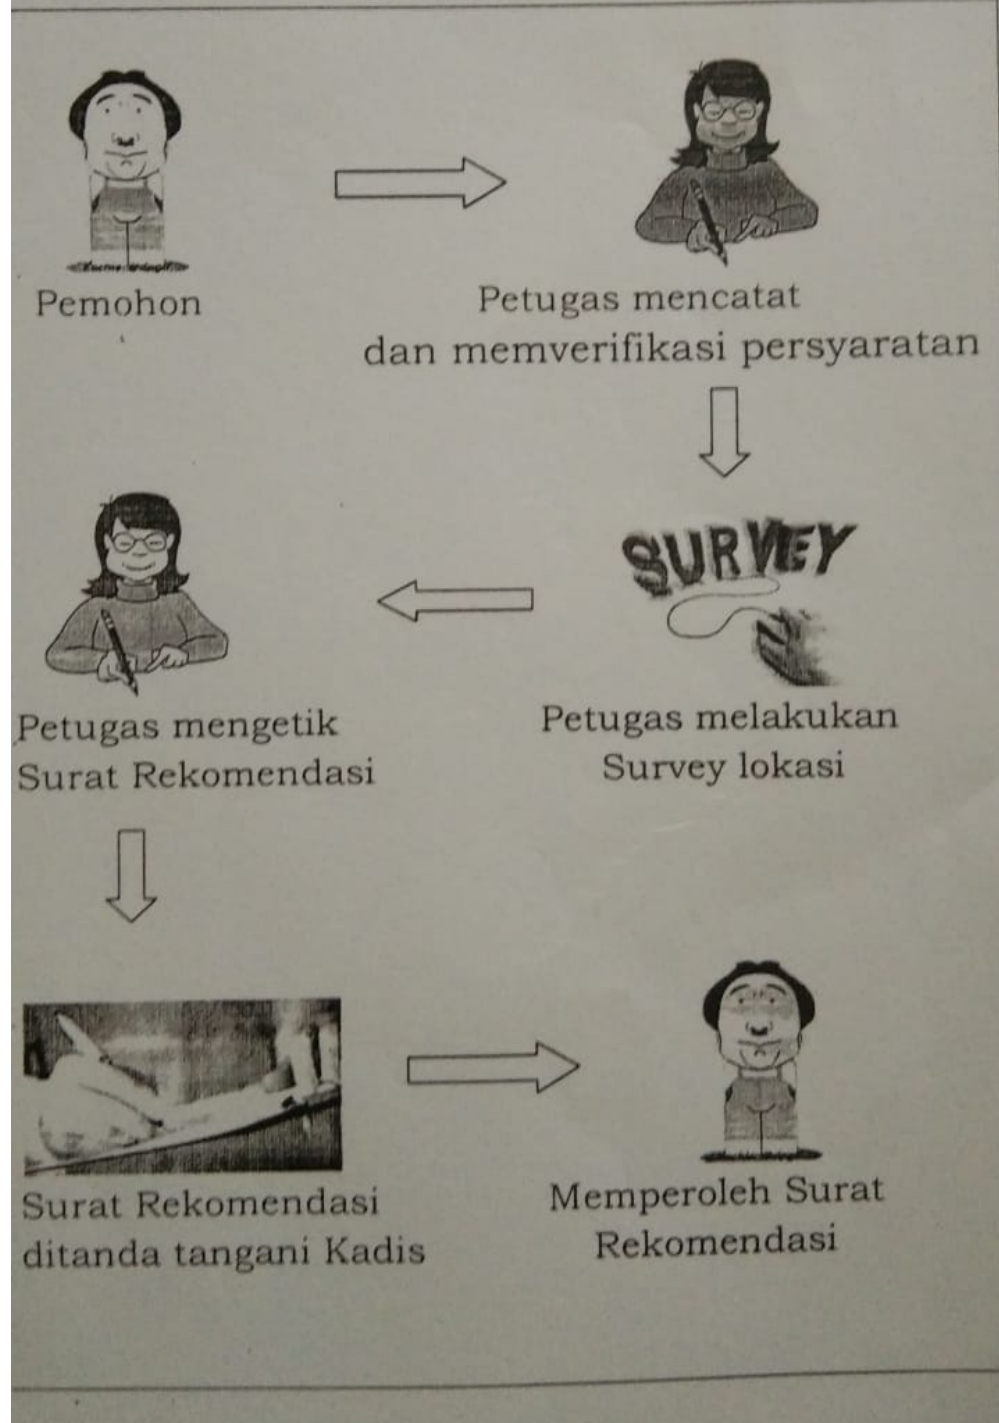 Pemohon
Petugas mencatat
dan memverifikasi persyaratan
SURVEY
Petugas melakukan
Survey lokasi
Petugas mengetik
Surat Rekomendasi
Surat Rekomendasi
ditanda tangani Kadis
Memperoleh Surat
Rekomendasi